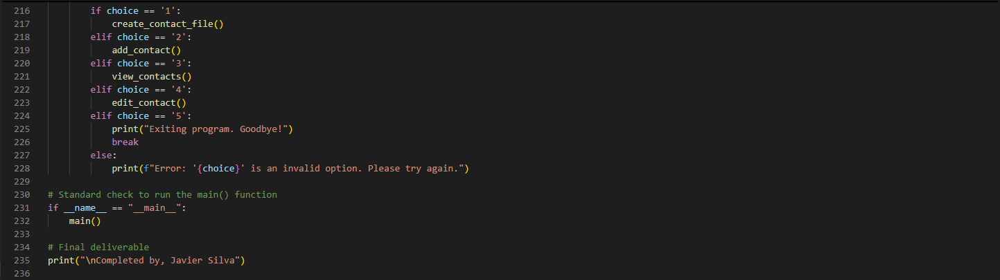 216 if choice == '1':
217 create_contact_file()
218 elif choice == '2':
219 add_contact()
220 elif choice == '3':
221 view_contacts()
222 elif choice == '4':
223 edit_contact()
224 elif choice == '5':
225 print("Exiting program. Goodbye!")
226 break
227 else:
228 print(f"Error: '{choice}' is an invalid option. Please try again.")
229
230 # Standard check to run the main() function
231 if __name__ == "__main__":
232 main()
233
234 # Final deliverable
235 print("\nCompleted by, Javier Silva")
236